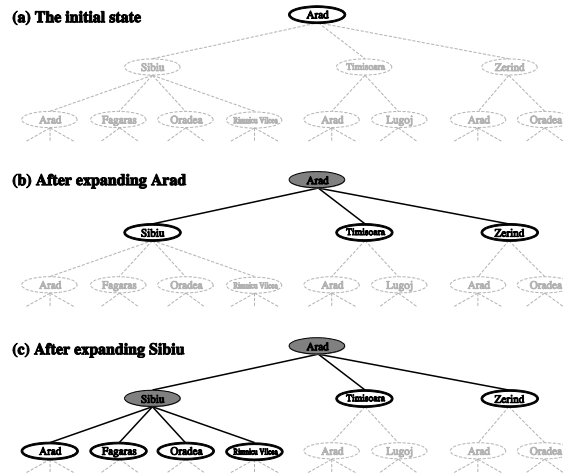 (a) The initial state
Arad
Sibiu Timisoara Zerind
Arad Fagaras Oradea Rimnicu Vilcea Arad Lugoj Arad Oradea
(b) After expanding Arad
Arad
Sibiu Timisoara Zerind
Arad Fagaras Oradea Rimnicu Vilcea Arad Lugoj Arad Oradea
(c) After expanding Sibiu
Arad
Sibiu Timisoara Zerind
Arad Fagaras Oradea Rimnicu Vilcea Arad Lugoj Arad Oradea